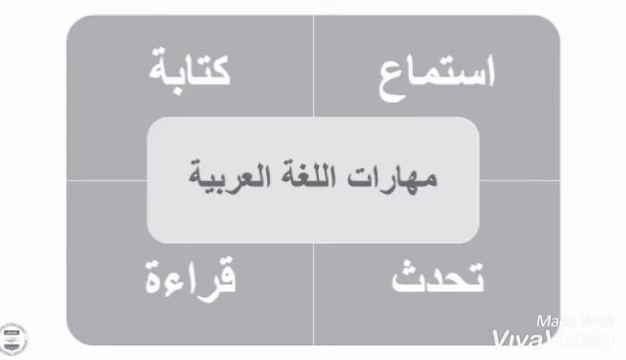 استماع
كتابة
مهارات اللغة العربية
تحدث
قراءة
Made With
VivaVideo